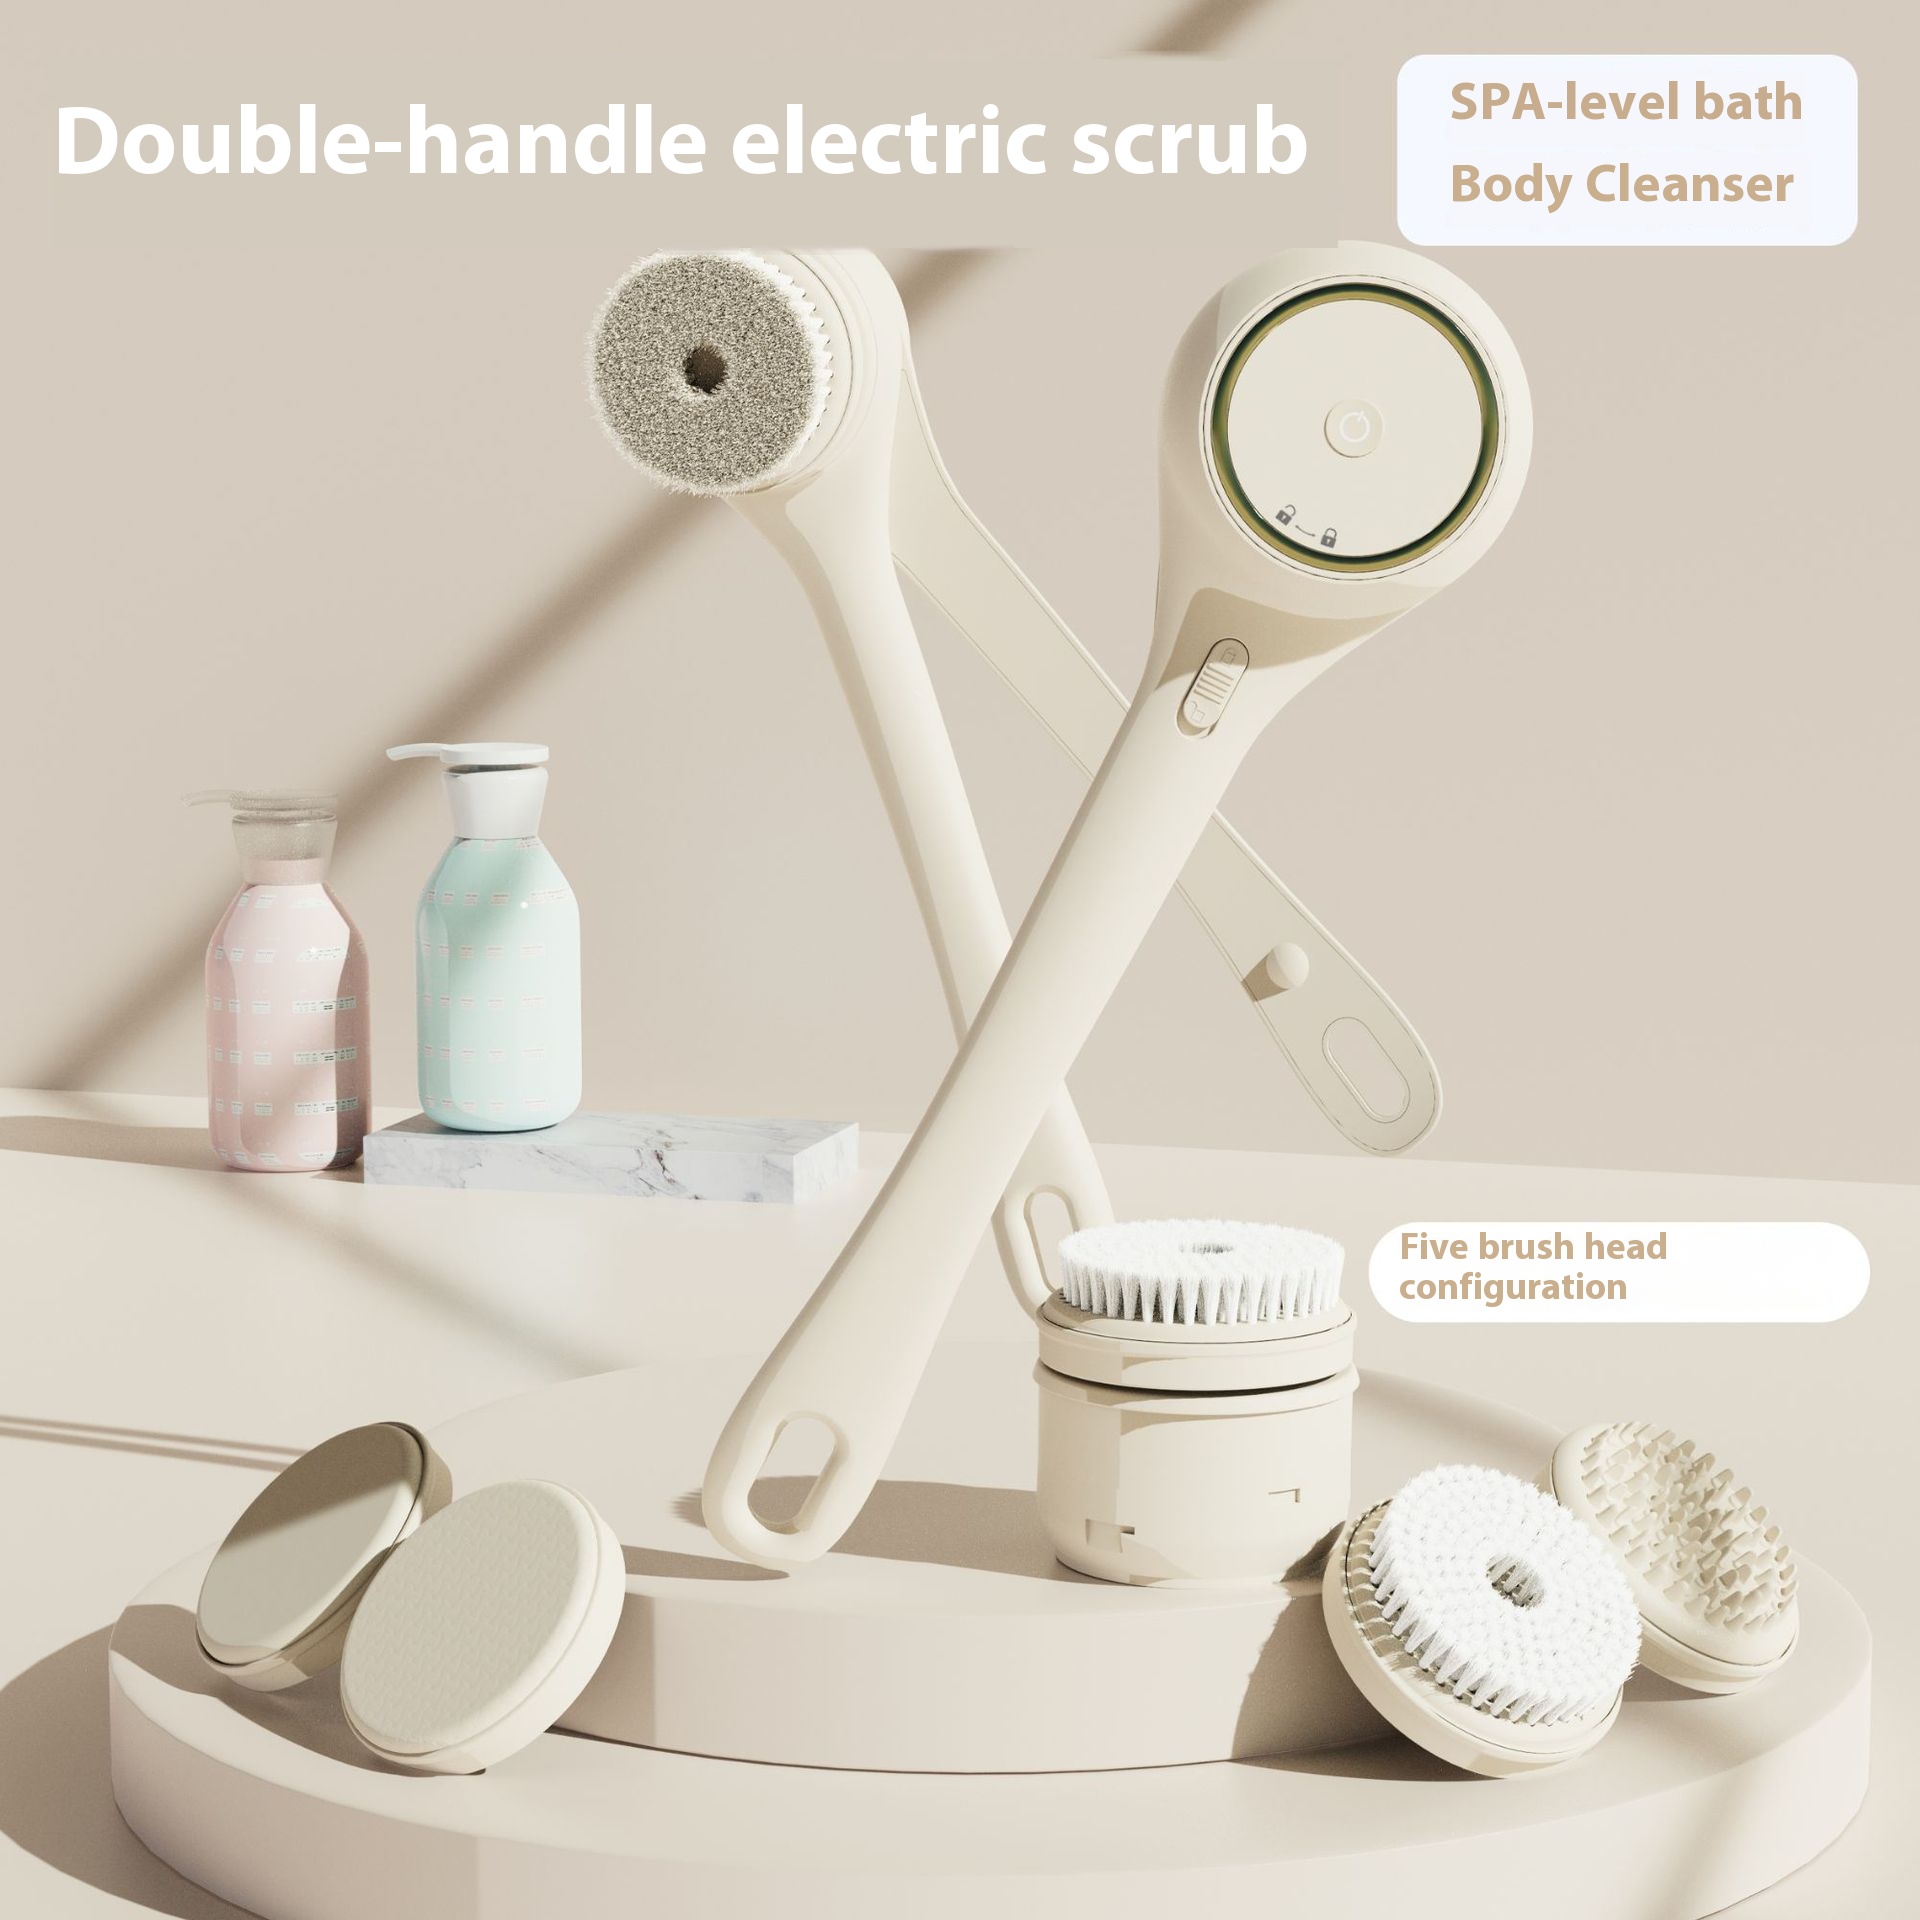 Double-handle electric scrub
SPA-level bath
Body Cleanser
Five brush head
configuration